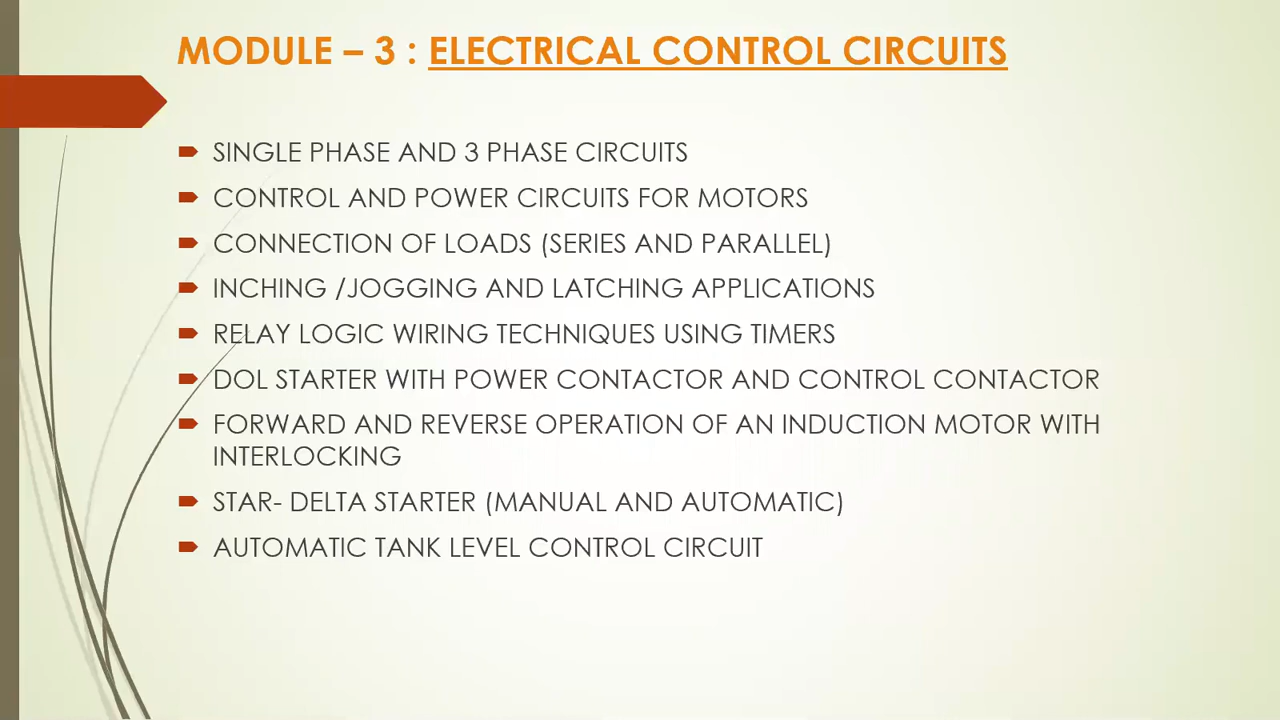 MODULE – 3 : ELECTRICAL CONTROL CIRCUITS
SINGLE PHASE AND 3 PHASE CIRCUITS
CONTROL AND POWER CIRCUITS FOR MOTORS
CONNECTION OF LOADS (SERIES AND PARALLEL)
INCHING /JOGGING AND LATCHING APPLICATIONS
RELAY LOGIC WIRING TECHNIQUES USING TIMERS
DOL STARTER WITH POWER CONTACTOR AND CONTROL CONTACTOR
FORWARD AND REVERSE OPERATION OF AN INDUCTION MOTOR WITH
INTERLOCKING
STAR- DELTA STARTER (MANUAL AND AUTOMATIC)
AUTOMATIC TANK LEVEL CONTROL CIRCUIT